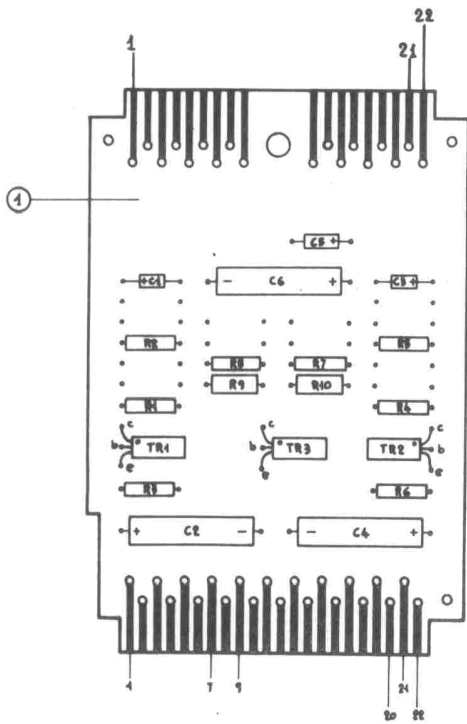 22
1 21
1
C5 +
+C1 - C6 + C3 +
R2 R5
R8 R7
R9 R10
R1 R4
c c c
b TR1 b TR3 TR2 b
e e e
R3 R6
+ C2 - - C4 +
1 7 9 20 21 22